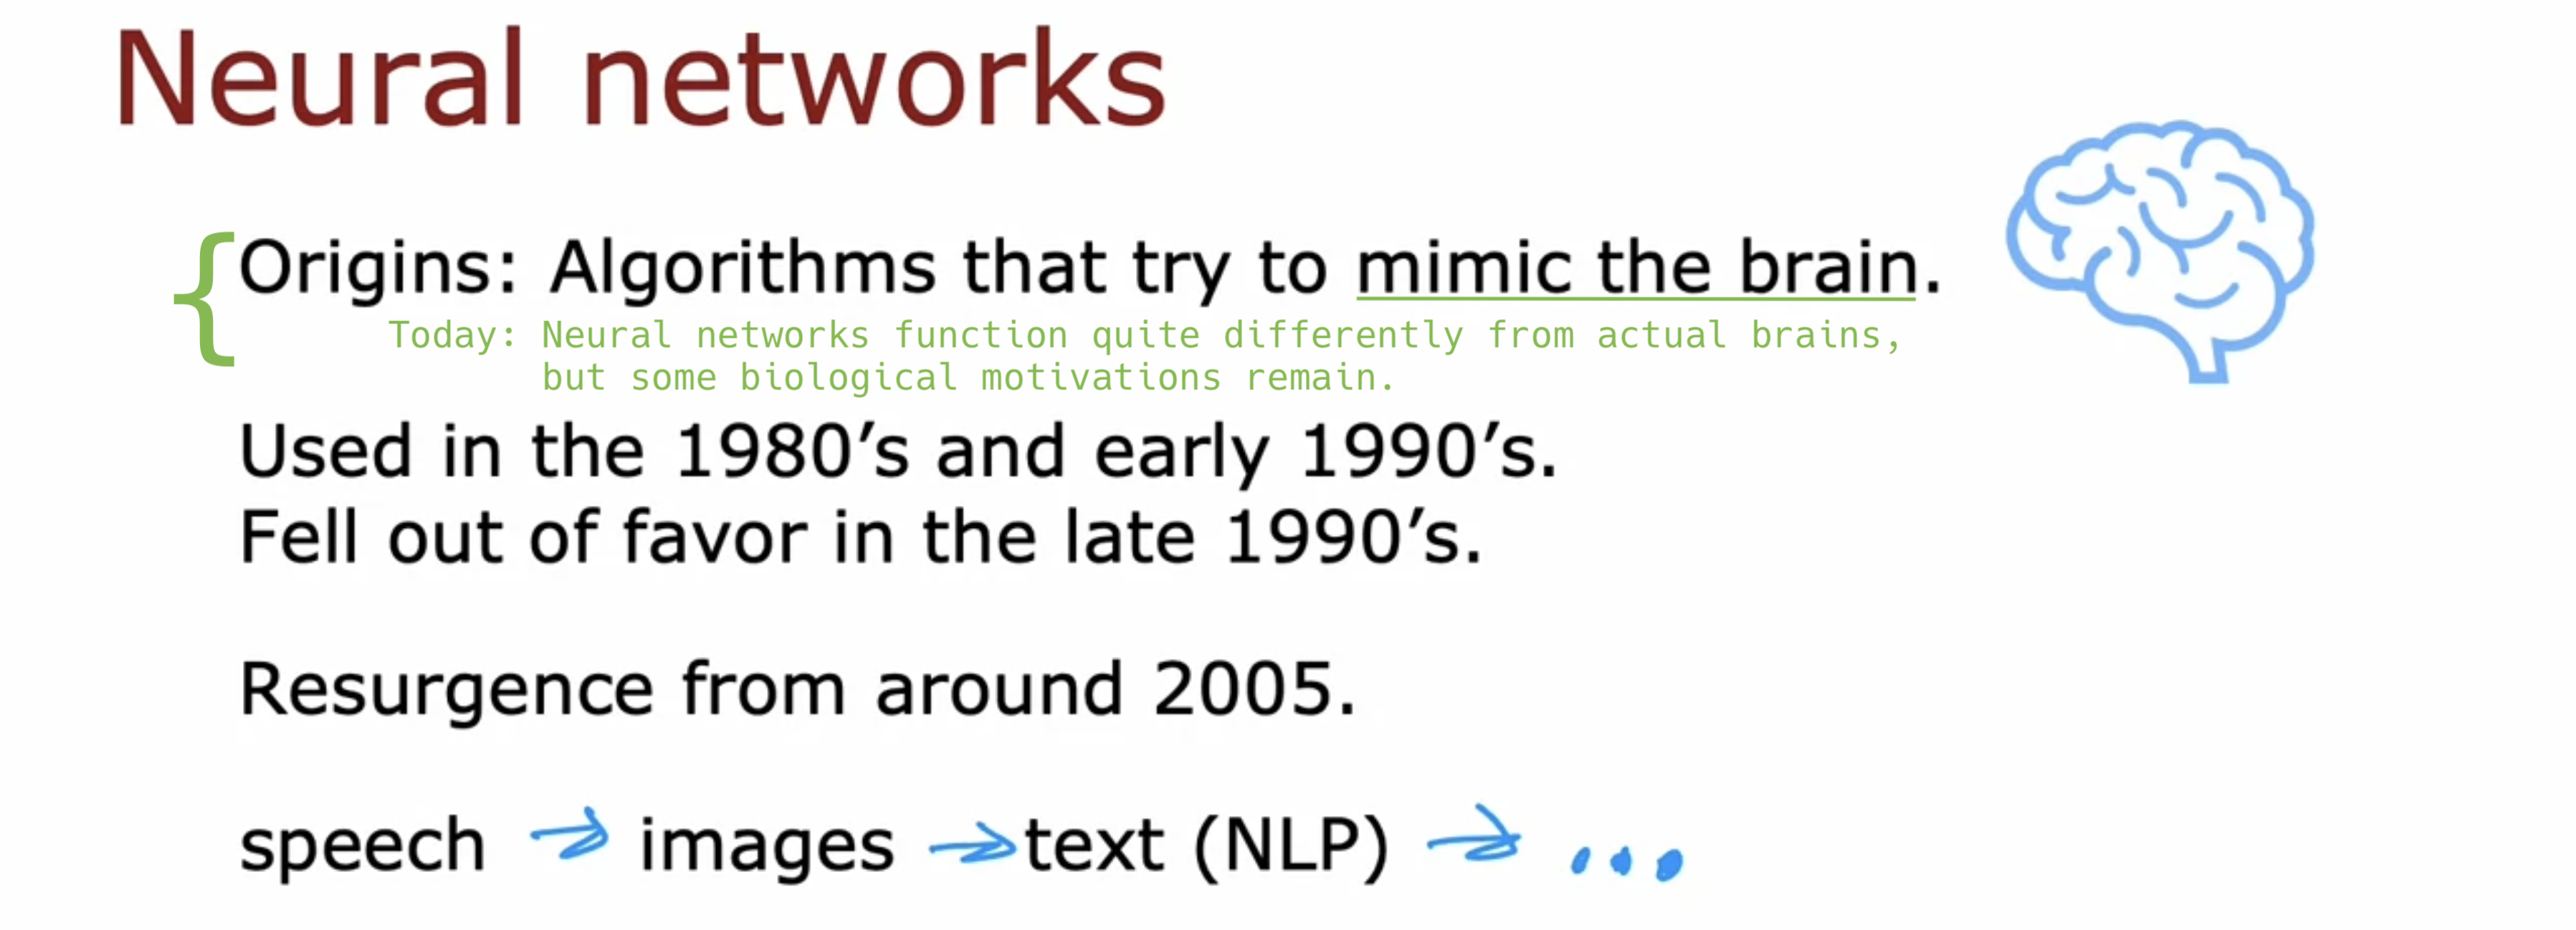 Neural networks
Origins: Algorithms that try to mimic the brain.
Today: Neural networks function quite differently from actual brains,
but some biological motivations remain.
Used in the 1980’s and early 1990’s.
Fell out of favor in the late 1990’s.
Resurgence from around 2005.
speech → images → text (NLP) → ...